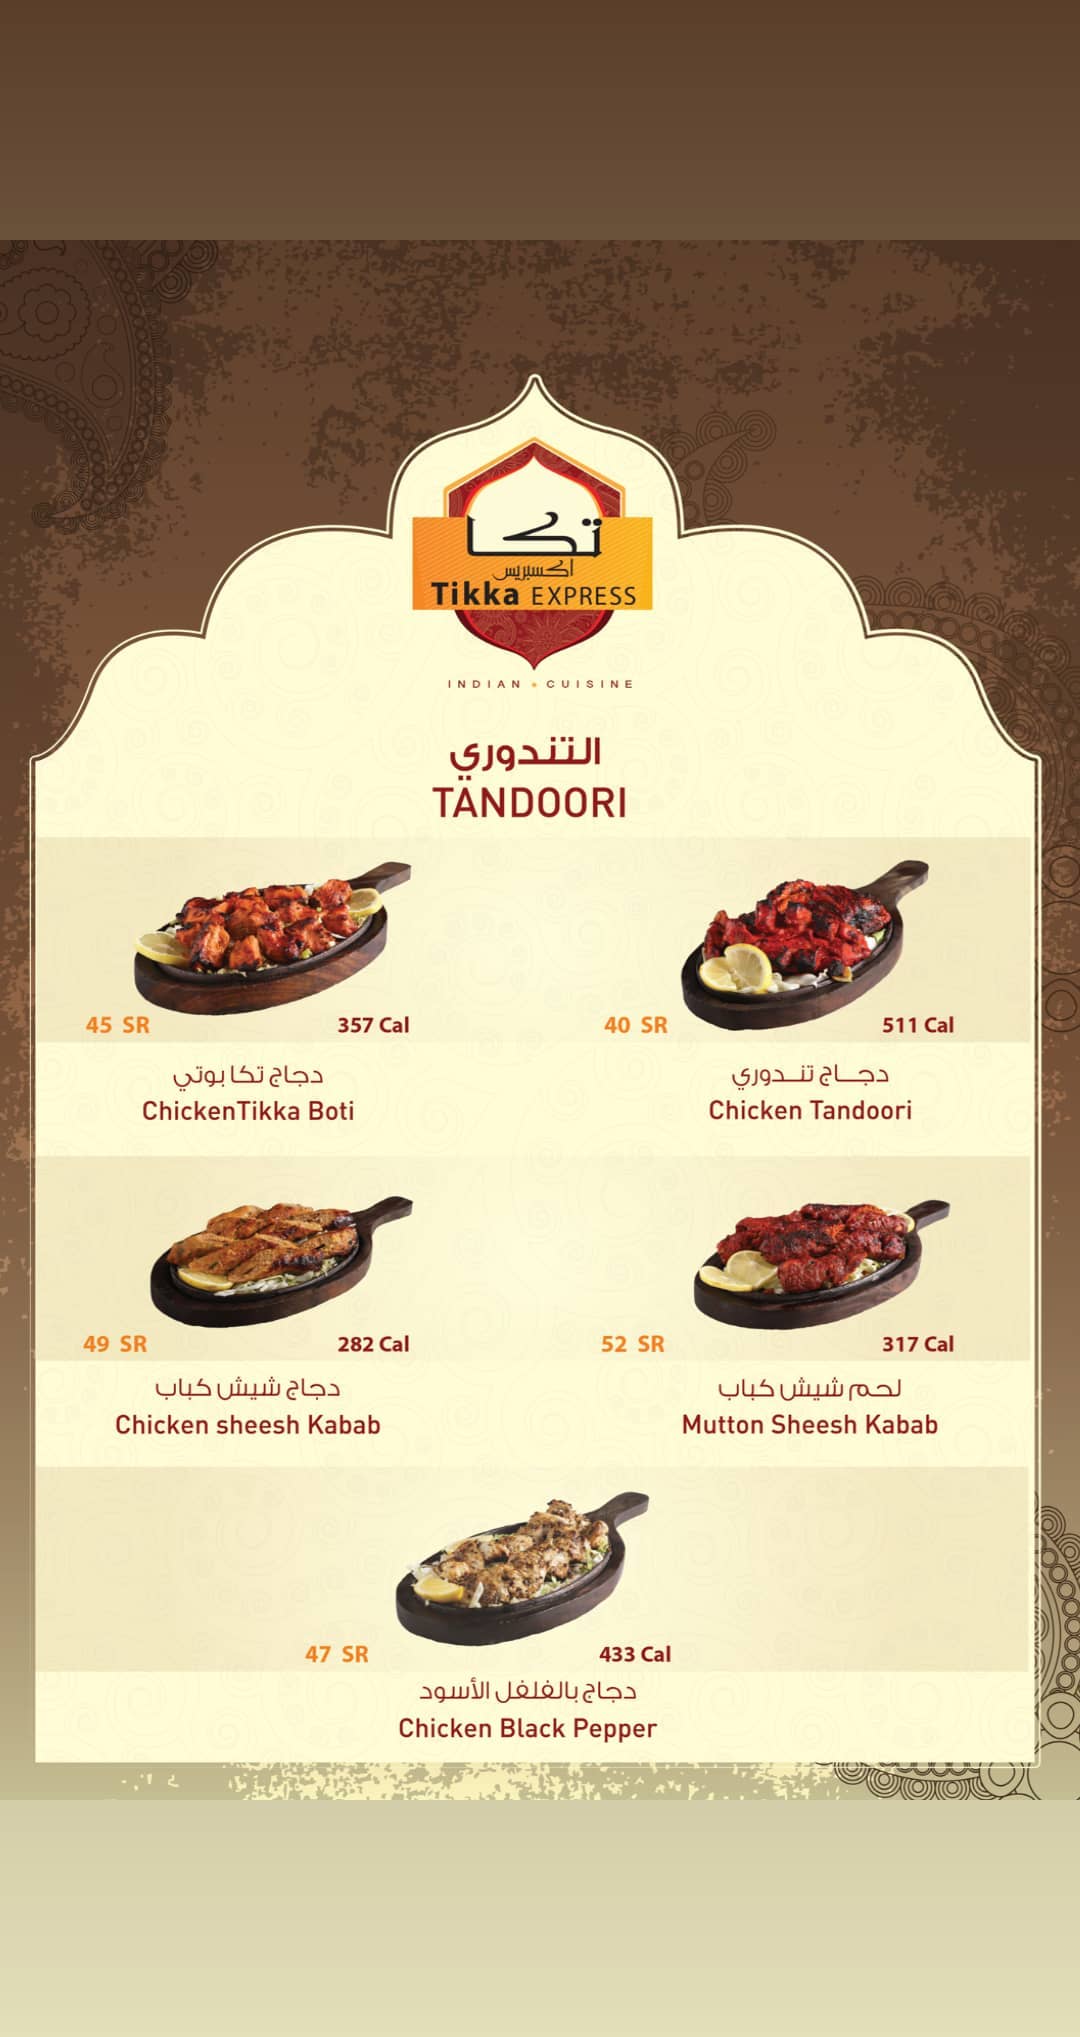 تكا
اكسبريس
Tikka EXPRESS
INDIAN • CUISINE
التندوري
TANDOORI
45 SR 357 Cal
دجاج تكا بوتي
ChickenTikka Boti
40 SR 511 Cal
دجــاج تنــدوري
Chicken Tandoori
49 SR 282 Cal
دجاج شيش كباب
Chicken sheesh Kabab
52 SR 317 Cal
لحم شيش كباب
Mutton Sheesh Kabab
47 SR 433 Cal
دجاج بالفلفل الأسود
Chicken Black Pepper